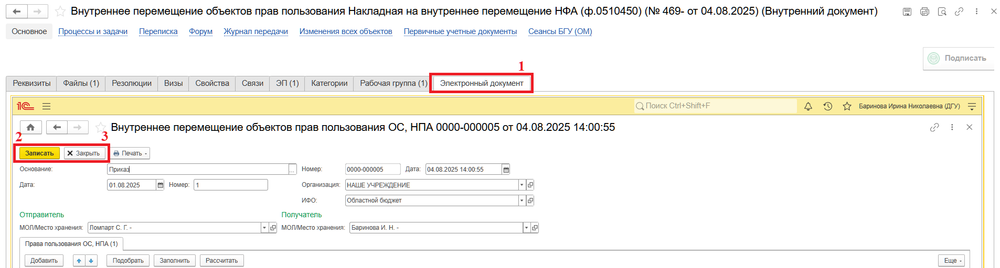 Внутреннее перемещение объектов прав пользования Накладная на внутреннее перемещение НФА (ф.0510450) (№ 469- от 04.08.2025) (Внутренний документ)
Основное Процессы и задачи Переписка Форум Журнал передачи Изменения всех объектов Первичные учетные документы Сеансы БГУ (ОМ)
Подписать
1
Реквизиты Файлы (1) Резолюции Визы Свойства Связи ЭП (1) Категории Рабочая группа (1) Электронный документ
1С Поиск Ctrl+Shift+F Баринова Ирина Николаевна (ДГУ)
Внутреннее перемещение объектов прав пользования ОС, НПА 0000-000005 от 04.08.2025 14:00:55
2 3
Записать Закрыть Печать
Основание: Приказ ... Номер: 0000-000005 Дата: 04.08.2025 14:00:55
Дата: 01.08.2025 Номер: 1 Организация: НАШЕ УЧРЕЖДЕНИЕ
ИФО: Областной бюджет
Отправитель Получатель
МОЛ/Место хранения: Ломпарт С. Г. - МОЛ/Место хранения: Баринова И. Н. -
Права пользования ОС, НПА (1)
Добавить Подобрать Заполнить Рассчитать Еще